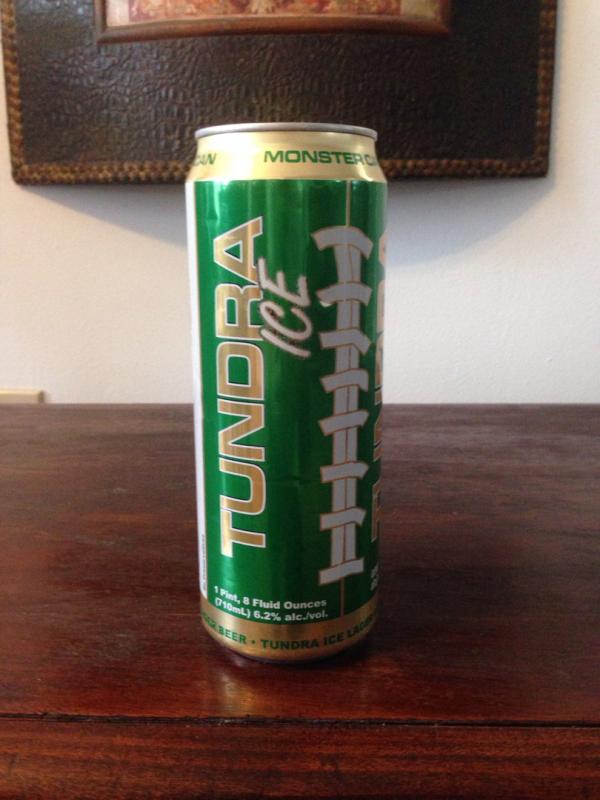 MONSTER
TUNDRA
ICE
1 Pint, 8 Fluid Ounces
(710mL) 6.2% alc./vol.
BEER • TUNDRA ICE LAGER